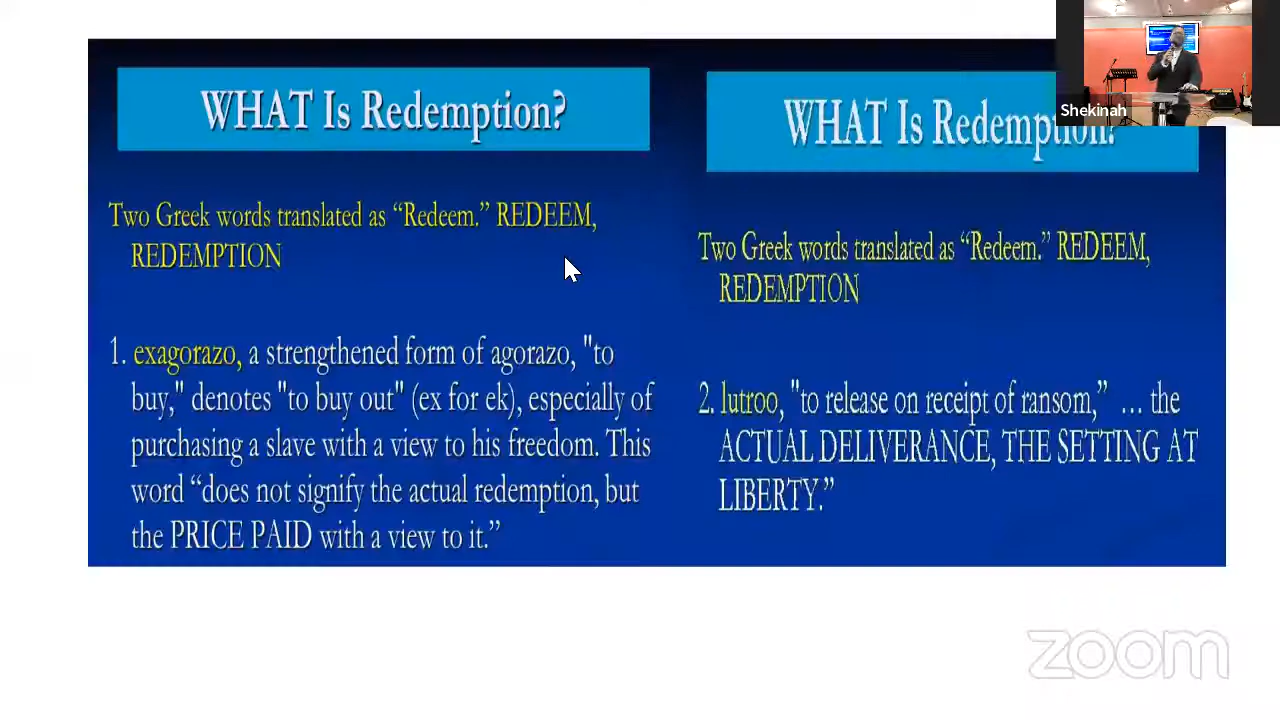 WHAT Is Redemption?
Two Greek words translated as “Redeem.” REDEEM,
REDEMPTION
1. exagorazo, a strengthened form of agorazo, "to
buy," denotes "to buy out" (ex for ek), especially of
purchasing a slave with a view to his freedom. This
word “does not signify the actual redemption, but
the PRICE PAID with a view to it.”
WHAT Is Redemption?
Two Greek words translated as “Redeem.” REDEEM,
REDEMPTION
2. lutroo, "to release on receipt of ransom,” … the
ACTUAL DELIVERANCE, THE SETTING AT
LIBERTY.”
Shekinah
zoom